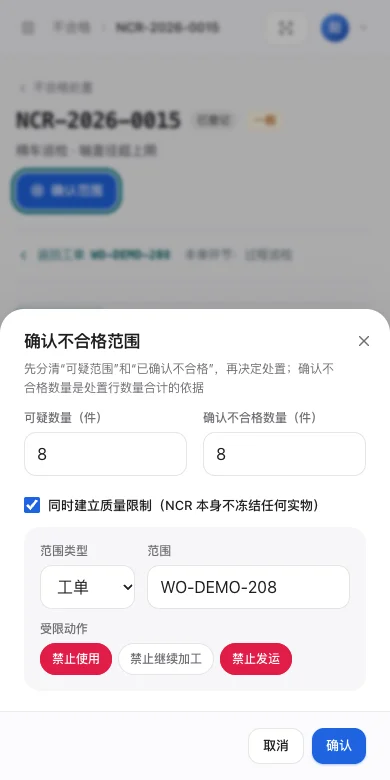 不合格 › NCR-2026-0015
‹ 不合格处置
NCR-2026-0015 已登记 一般
精车巡检 · 轴直径超上限
确认范围
‹ 返回工单 WO-DEMO-208 本单环节：过程巡检
确认不合格范围
先分清“可疑范围”和“已确认不合格”，再决定处置；确认不
合格数量是处置行数量合计的依据
可疑数量（件） 确认不合格数量（件）
8 8
同时建立质量限制（NCR 本身不冻结任何实物）
范围类型 范围
工单 WO-DEMO-208
受限动作
禁止使用 禁止继续加工 禁止发运
取消 确认